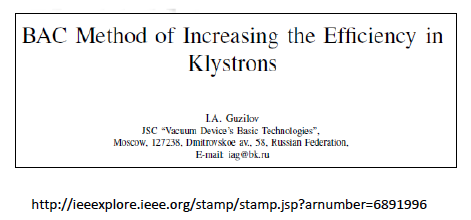 BAC Method of Increasing the Efficiency in
Klystrons
I.A. Guzilov
JSC "Vacuum Device's Basic Technologies",
Moscow, 127238, Dmitrovskoe av., 58, Russian Federation,
E-mail: iag@bk.ru
http://ieeexplore.ieee.org/stamp/stamp.jsp?arnumber=6891996